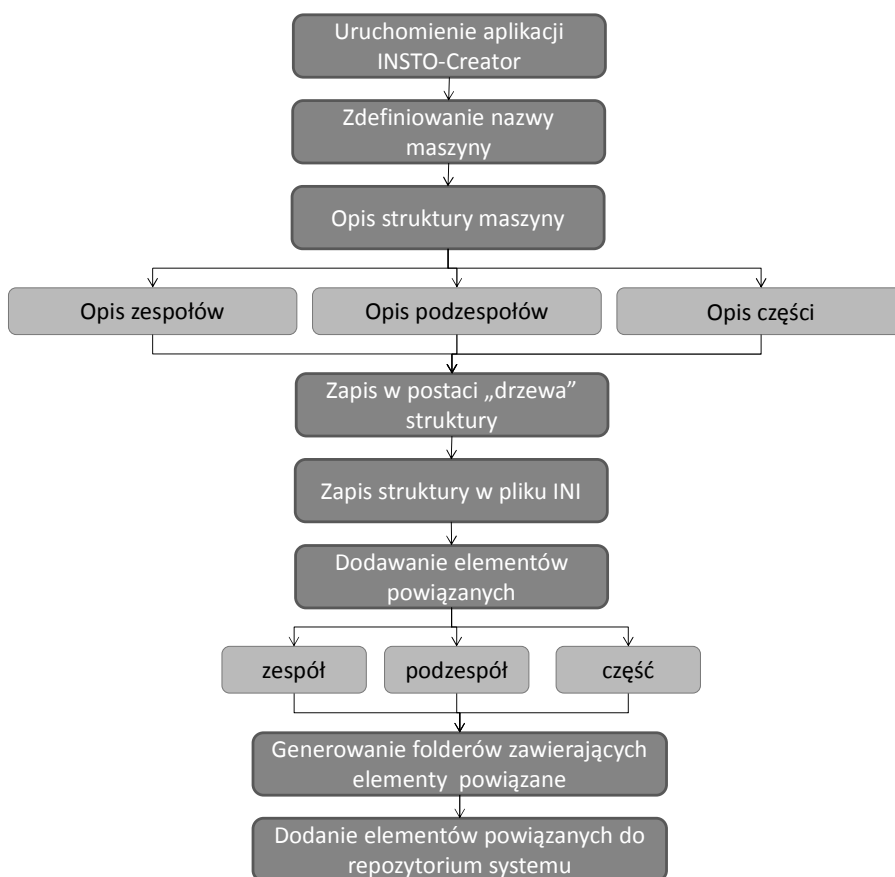 Uruchomienie aplikacji
INSTO-Creator
Zdefiniowanie nazwy
maszyny
Opis struktury maszyny
Opis zespołów
Opis podzespołów
Opis części
Zapis w postaci „drzewa”
struktury
Zapis struktury w pliku INI
Dodawanie elementów
powiązanych
zespół
podzespół
część
Generowanie folderów zawierających
elementy powiązane
Dodanie elementów powiązanych do
repozytorium systemu